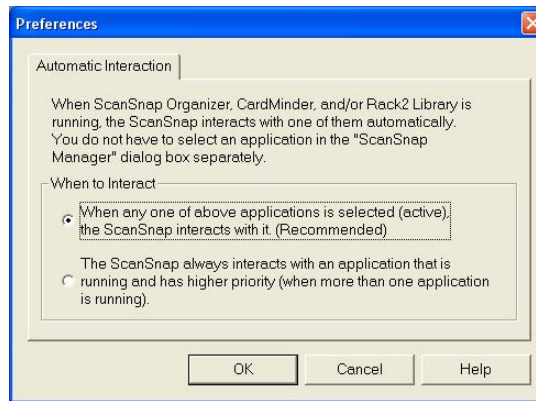 Preferences
Automatic Interaction
When ScanSnap Organizer, CardMinder, and/or Rack2 Library is
running, the ScanSnap interacts with one of them automatically.
You do not have to select an application in the "ScanSnap
Manager" dialog box separately.
When to Interact
When any one of above applications is selected (active),
the ScanSnap interacts with it. (Recommended)
The ScanSnap always interacts with an application that is
running and has higher priority (when more than one application
is running).
OK Cancel Help